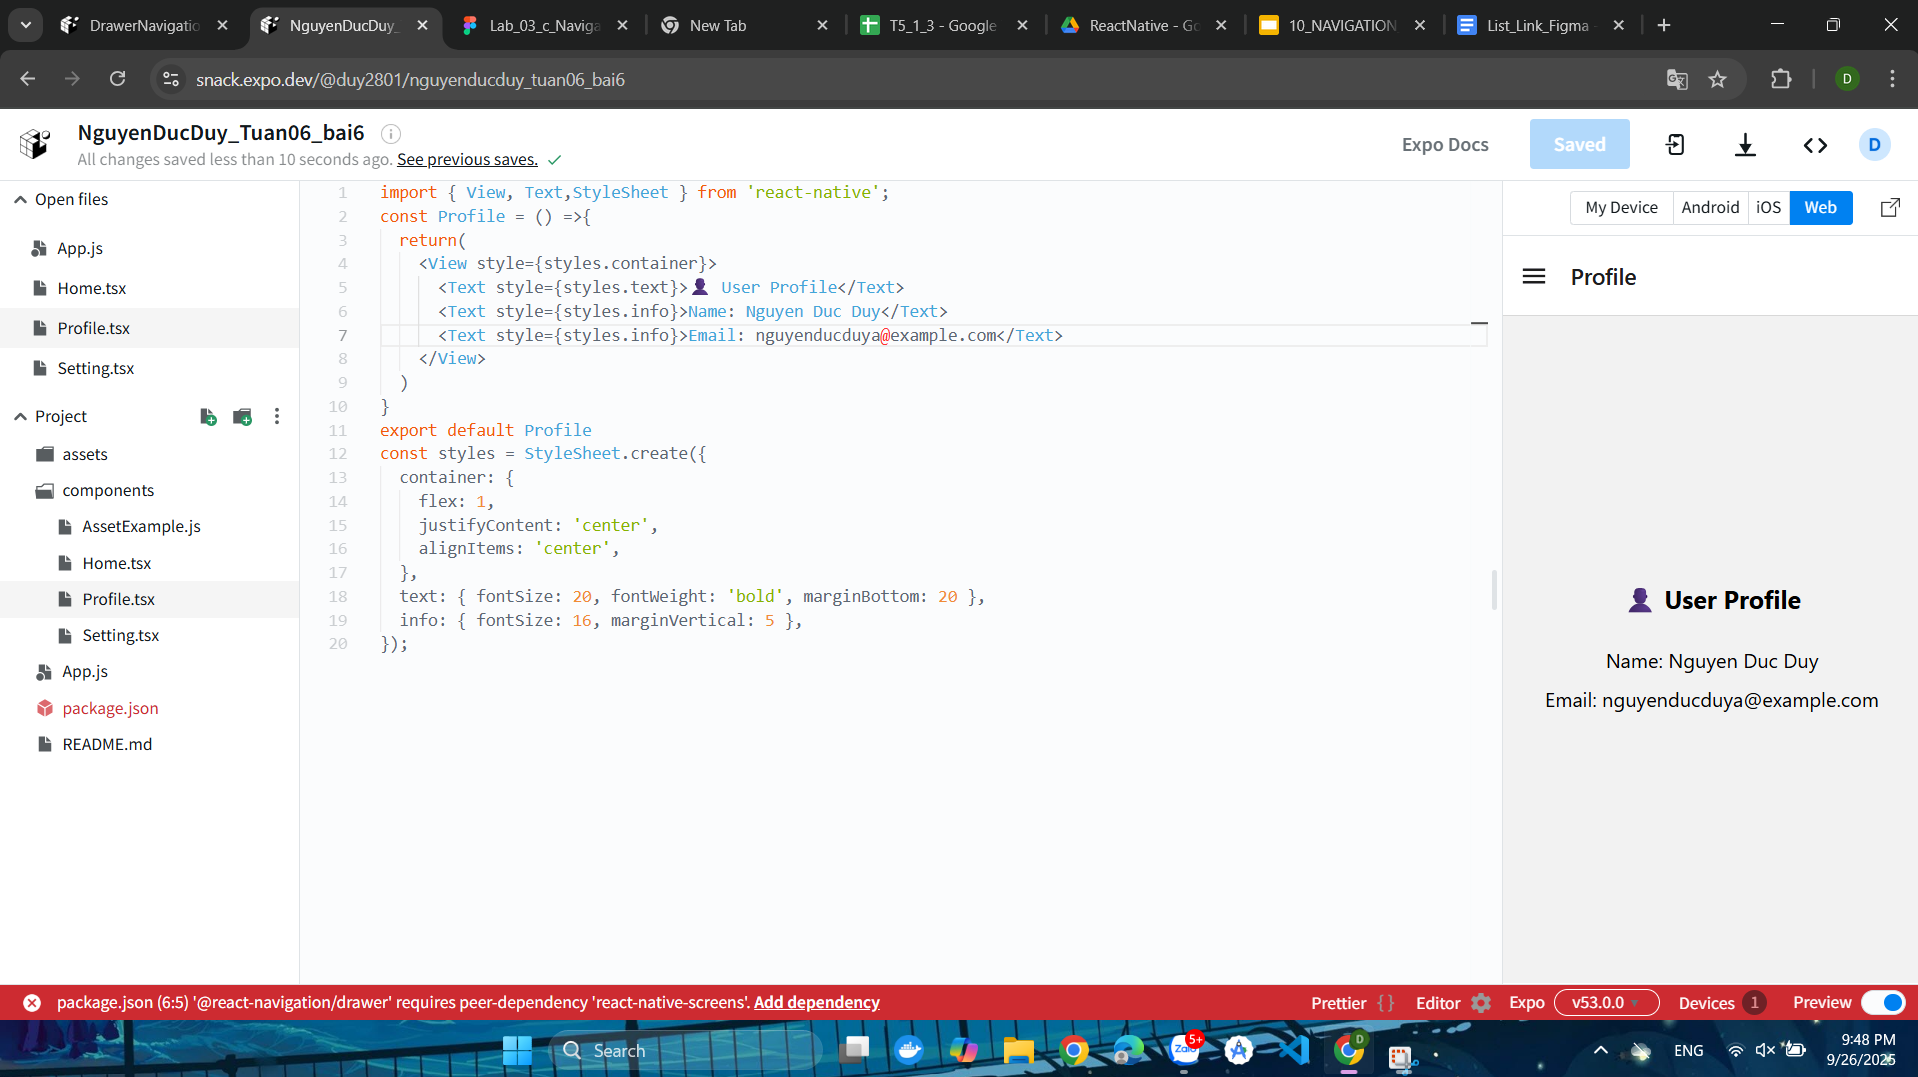 DrawerNavigatio
NguyenDucDuy_
Lab_03_c_Naviga
New Tab
T5_1_3 - Google
ReactNative - Go
10_NAVIGATION
List_Link_Figma -
snack.expo.dev/@duy2801/nguyenducduy_tuan06_bai6
D
NguyenDucDuy_Tuan06_bai6
All changes saved less than 10 seconds ago. See previous saves.
Expo Docs
Saved
D
Open files
App.js
Home.tsx
Profile.tsx
Setting.tsx
Project
assets
components
AssetExample.js
Home.tsx
Profile.tsx
Setting.tsx
App.js
package.json
README.md
1 import { View, Text,StyleSheet } from 'react-native';
2 const Profile = () =>{
3 return(
4 <View style={styles.container}>
5 <Text style={styles.text}>👤 User Profile</Text>
6 <Text style={styles.info}>Name: Nguyen Duc Duy</Text>
7 <Text style={styles.info}>Email: nguyenducduya@example.com</Text>
8 </View>
9 )
10 }
11 export default Profile
12 const styles = StyleSheet.create({
13 container: {
14 flex: 1,
15 justifyContent: 'center',
16 alignItems: 'center',
17 },
18 text: { fontSize: 20, fontWeight: 'bold', marginBottom: 20 },
19 info: { fontSize: 16, marginVertical: 5 },
20 });
My Device Android iOS Web
Profile
👤 User Profile
Name: Nguyen Duc Duy
Email: nguyenducduya@example.com
package.json (6:5) '@react-navigation/drawer' requires peer-dependency 'react-native-screens'. Add dependency
Prettier { } Editor Expo v53.0.0 Devices 1 Preview
Search
Zalo
5+
D
ENG
9:48 PM
9/26/2025